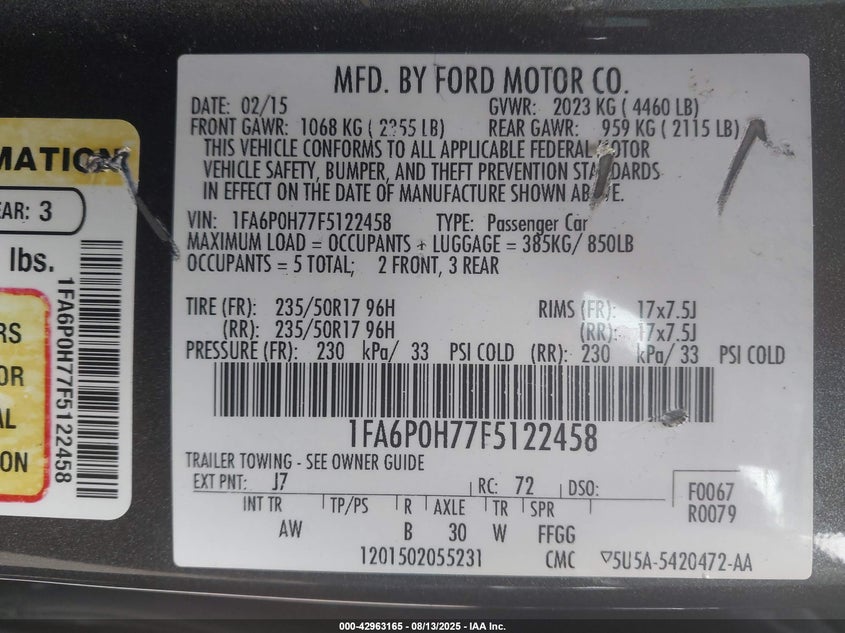 MATION
EAR: 3
lbs.
RS
OR
AL
ON
1FA6P0H77F5122458
MFD. BY FORD MOTOR CO.
DATE: 02/15 GVWR: 2023 KG ( 4460 LB)
FRONT GAWR: 1068 KG ( 2355 LB) REAR GAWR: 959 KG ( 2115 LB)
THIS VEHICLE CONFORMS TO ALL APPLICABLE FEDERAL MOTOR
VEHICLE SAFETY, BUMPER, AND THEFT PREVENTION STANDARDS
IN EFFECT ON THE DATE OF MANUFACTURE SHOWN ABOVE.
VIN: 1FA6P0H77F5122458 TYPE: Passenger Car
MAXIMUM LOAD = OCCUPANTS + LUGGAGE = 385KG/ 850LB
OCCUPANTS = 5 TOTAL; 2 FRONT, 3 REAR
TIRE (FR): 235/50R17 96H RIMS (FR): 17x7.5J
(RR): 235/50R17 96H (RR): 17x7.5J
PRESSURE (FR): 230 kPa/ 33 PSI COLD (RR): 230 kPa/ 33 PSI COLD
1FA6P0H77F5122458
TRAILER TOWING - SEE OWNER GUIDE
EXT PNT: J7 RC: 72 DSO:
INT TR TP/PS R AXLE TR SPR
AW B 30 W FFGG
F0067
R0079
1201502055231 CMC ▽5U5A-5420472-AA
000-42963165 - 08/13/2025 - IAA Inc.